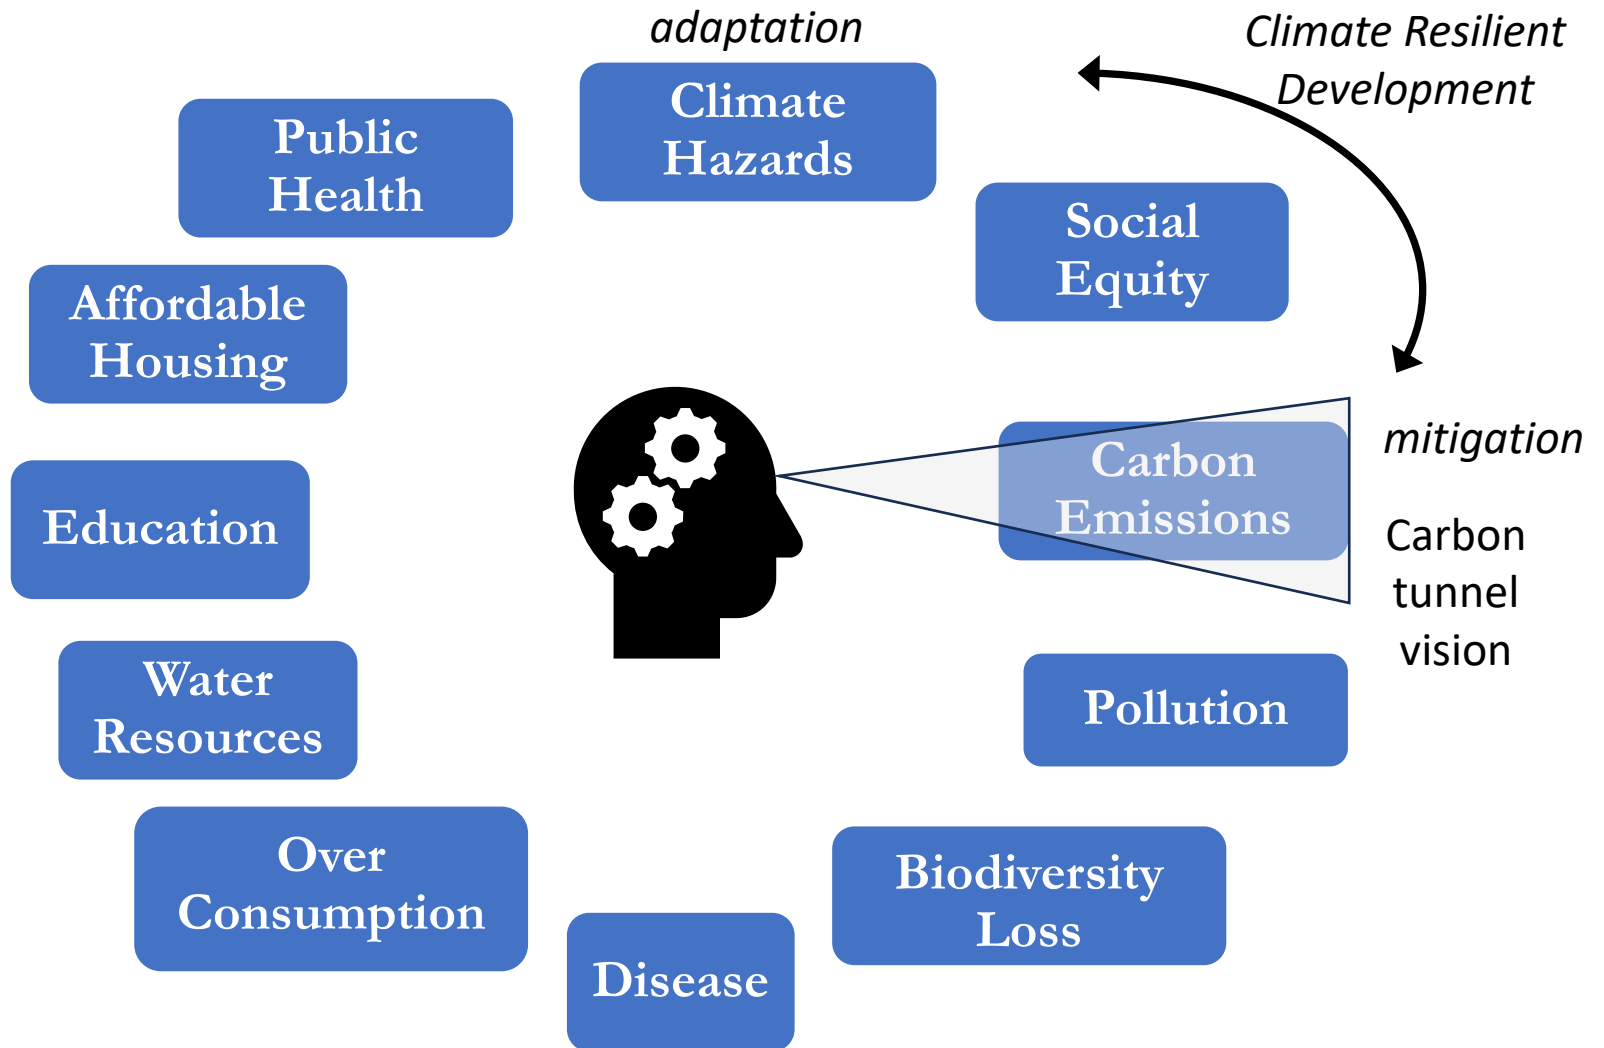 adaptation
Climate Resilient
Development
Climate
Hazards
Public
Health
Social
Equity
Affordable
Housing
Carbon
Emissions
mitigation
Education
Carbon
tunnel
vision
Water
Resources
Pollution
Over
Consumption
Biodiversity
Loss
Disease